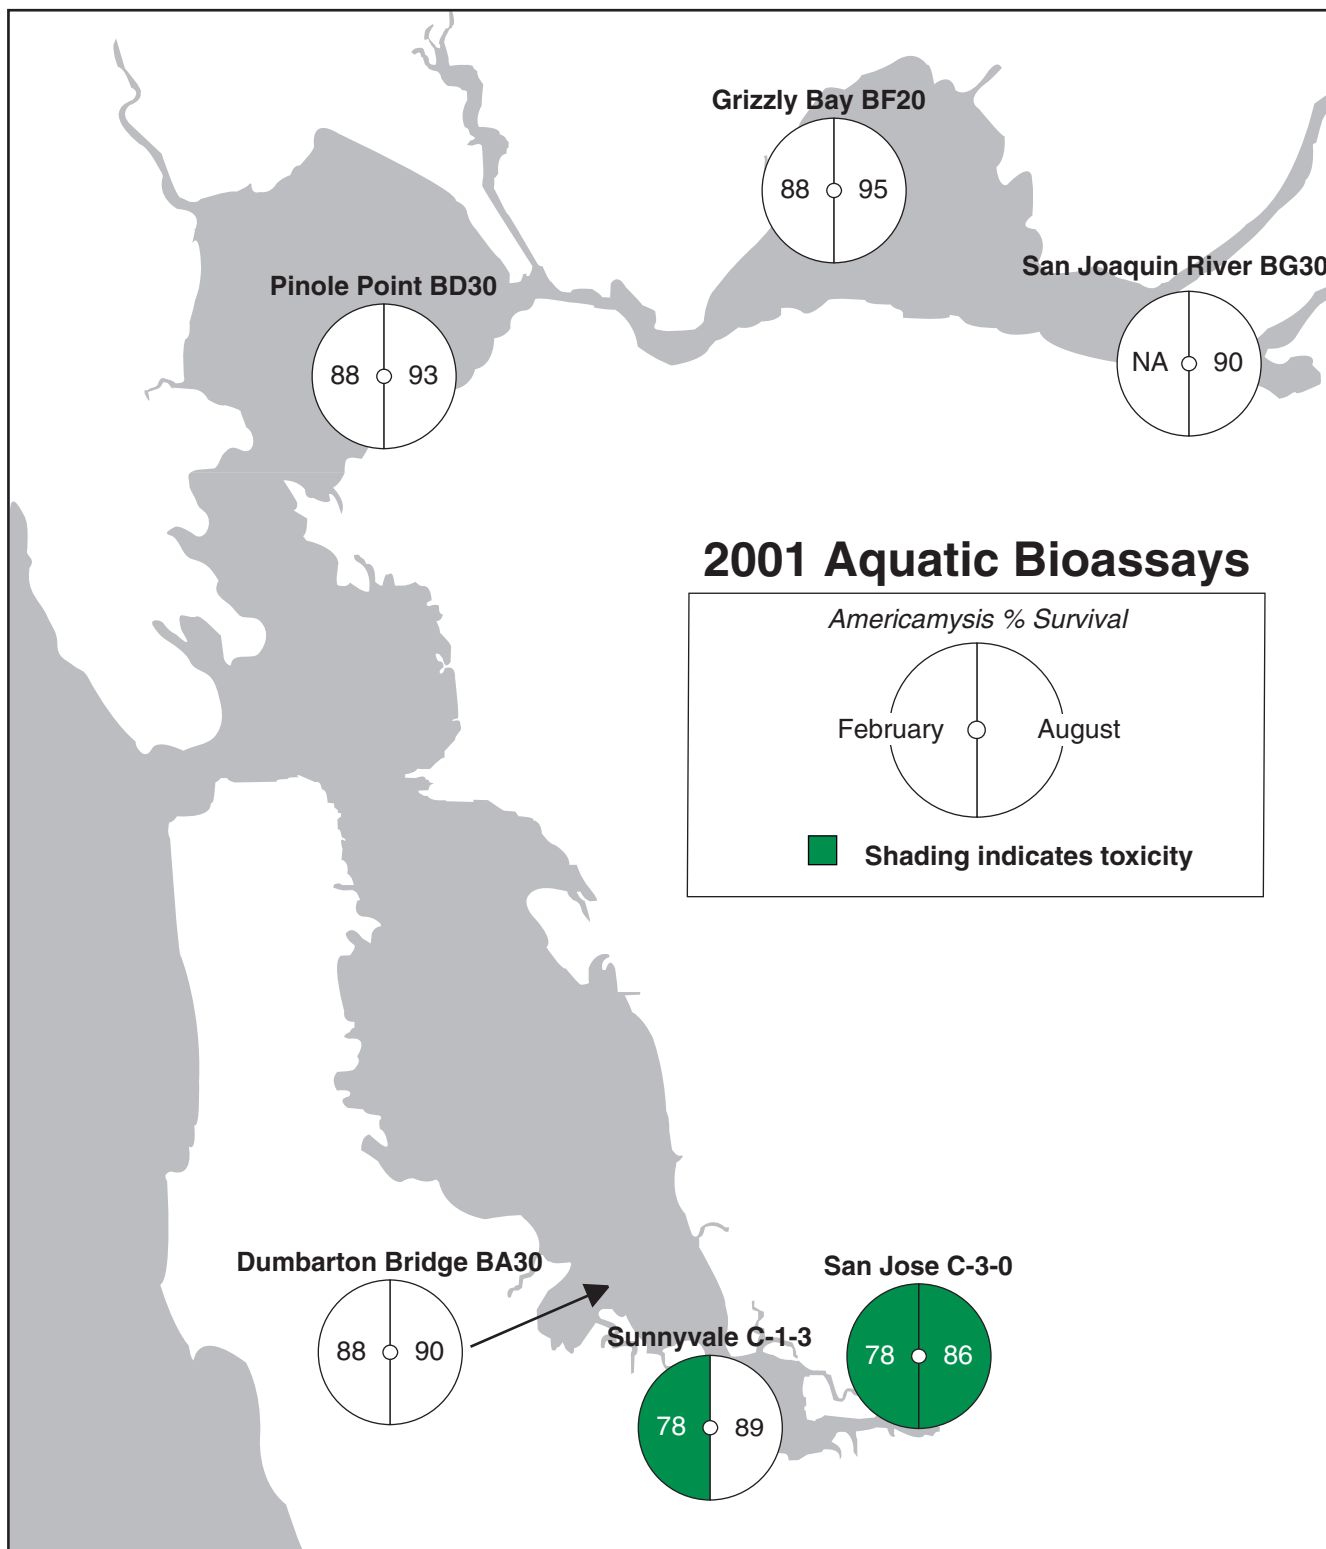 Grizzly Bay BF20
88 95
San Joaquin River BG30
NA 90
Pinole Point BD30
88 93
2001 Aquatic Bioassays
Americamysis % Survival
February August
Shading indicates toxicity
Dumbarton Bridge BA30
88 90
San Jose C-3-0
78 86
Sunnyvale C-1-3
78 89